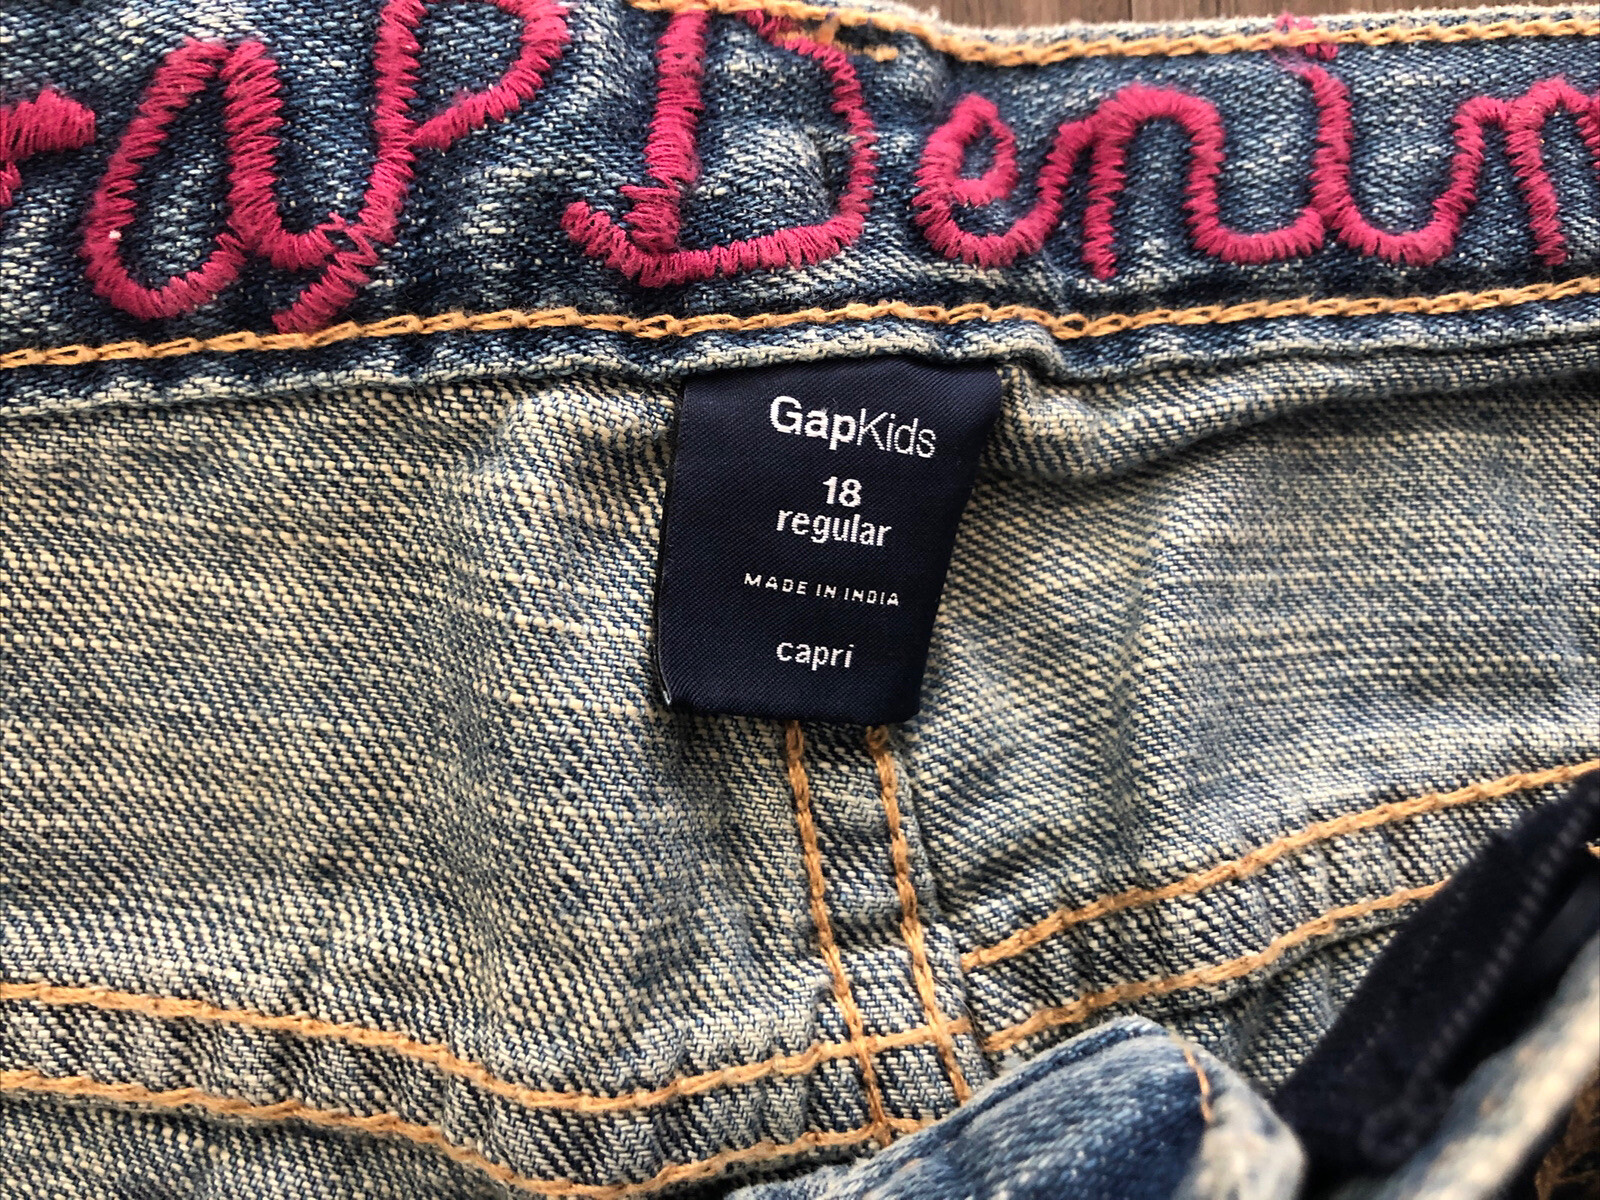 ap Denim
GapKids
18
regular
MADE IN INDIA
capri